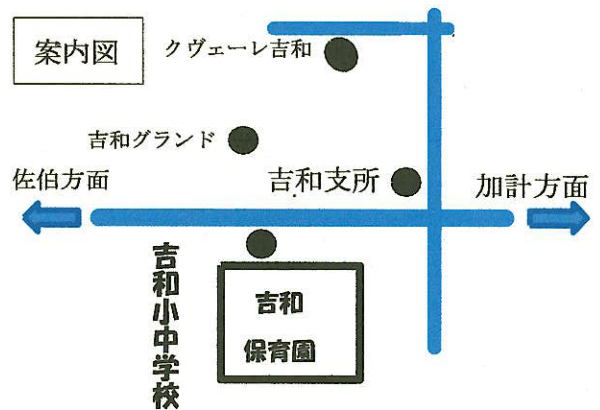 案内図
クヴェーレ吉和
吉和グランド
佐伯方面
吉和支所
加計方面
吉和小中学校
吉和
保育園